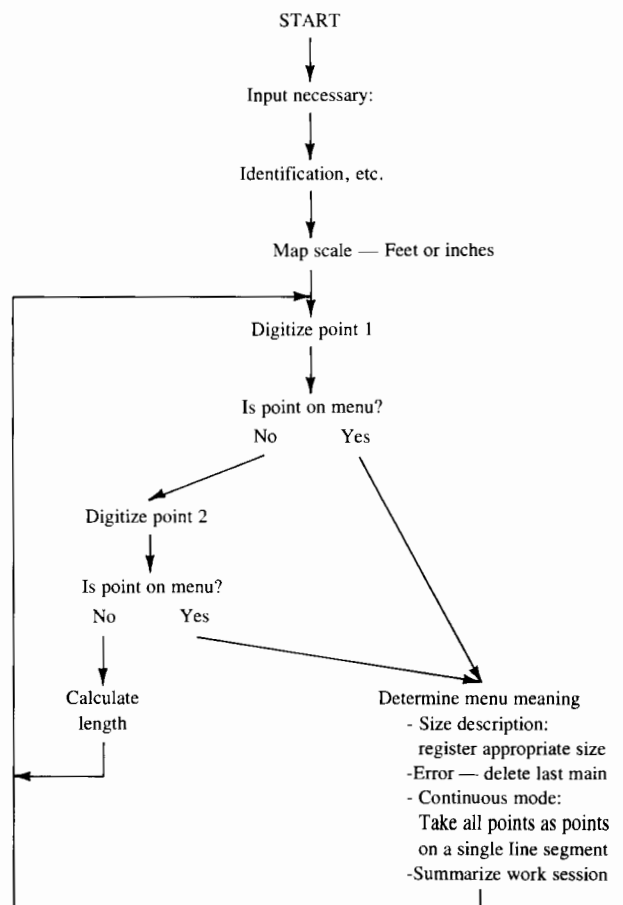 START
Input necessary:
Identification, etc.
Map scale — Feet or inches
Digitize point 1
Is point on menu?
No Yes
Digitize point 2
Is point on menu?
No Yes
Calculate
length
Determine menu meaning
- Size description:
register appropriate size
-Error — delete last main
- Continuous mode:
Take all points as points
on a single line segment
-Summarize work session